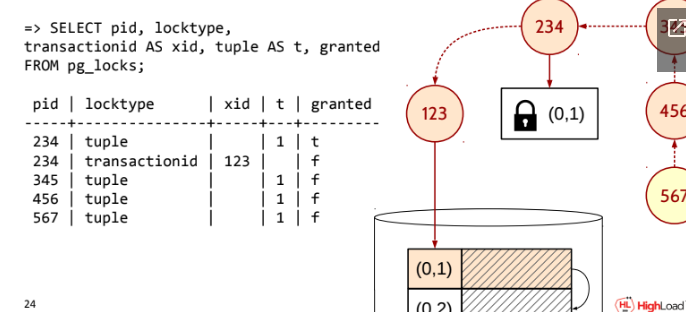 => SELECT pid, locktype,
transactionid AS xid, tuple AS t, granted
FROM pg_locks;
pid | locktype | xid | t | granted
-----+---------------+-----+---+---------
234 | tuple | | 1 | t
234 | transactionid | 123 | | f
345 | tuple | | 1 | f
456 | tuple | | 1 | f
567 | tuple | | 1 | f
234
123
(0,1)
456
567
(0,1)
(0,2)
24
HL HighLoad